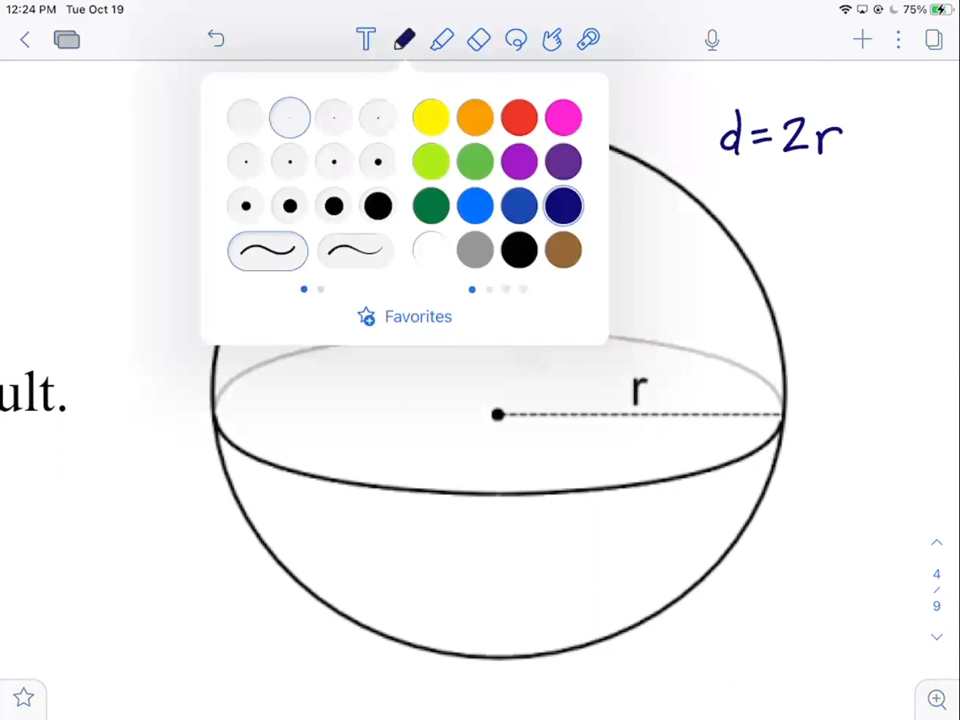 12:24 PM Tue Oct 19
75%
T
d=2r
Favorites
r
ult.
4
/
9